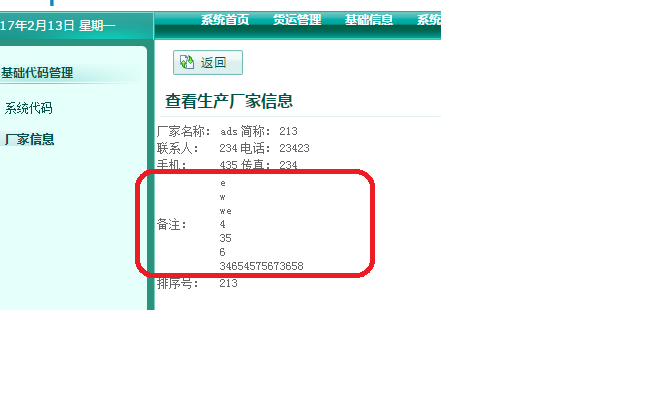 17年2月13日 星期一
系统首页 货运管理 基础信息 系统
基础代码管理
系统代码
厂家信息
返回
查看生产厂家信息
厂家名称: ads 简称: 213
联系人: 234 电话: 23423
手机: 435 传真: 234
备注:
e
w
we
4
35
6
34654575673658
排序号: 213